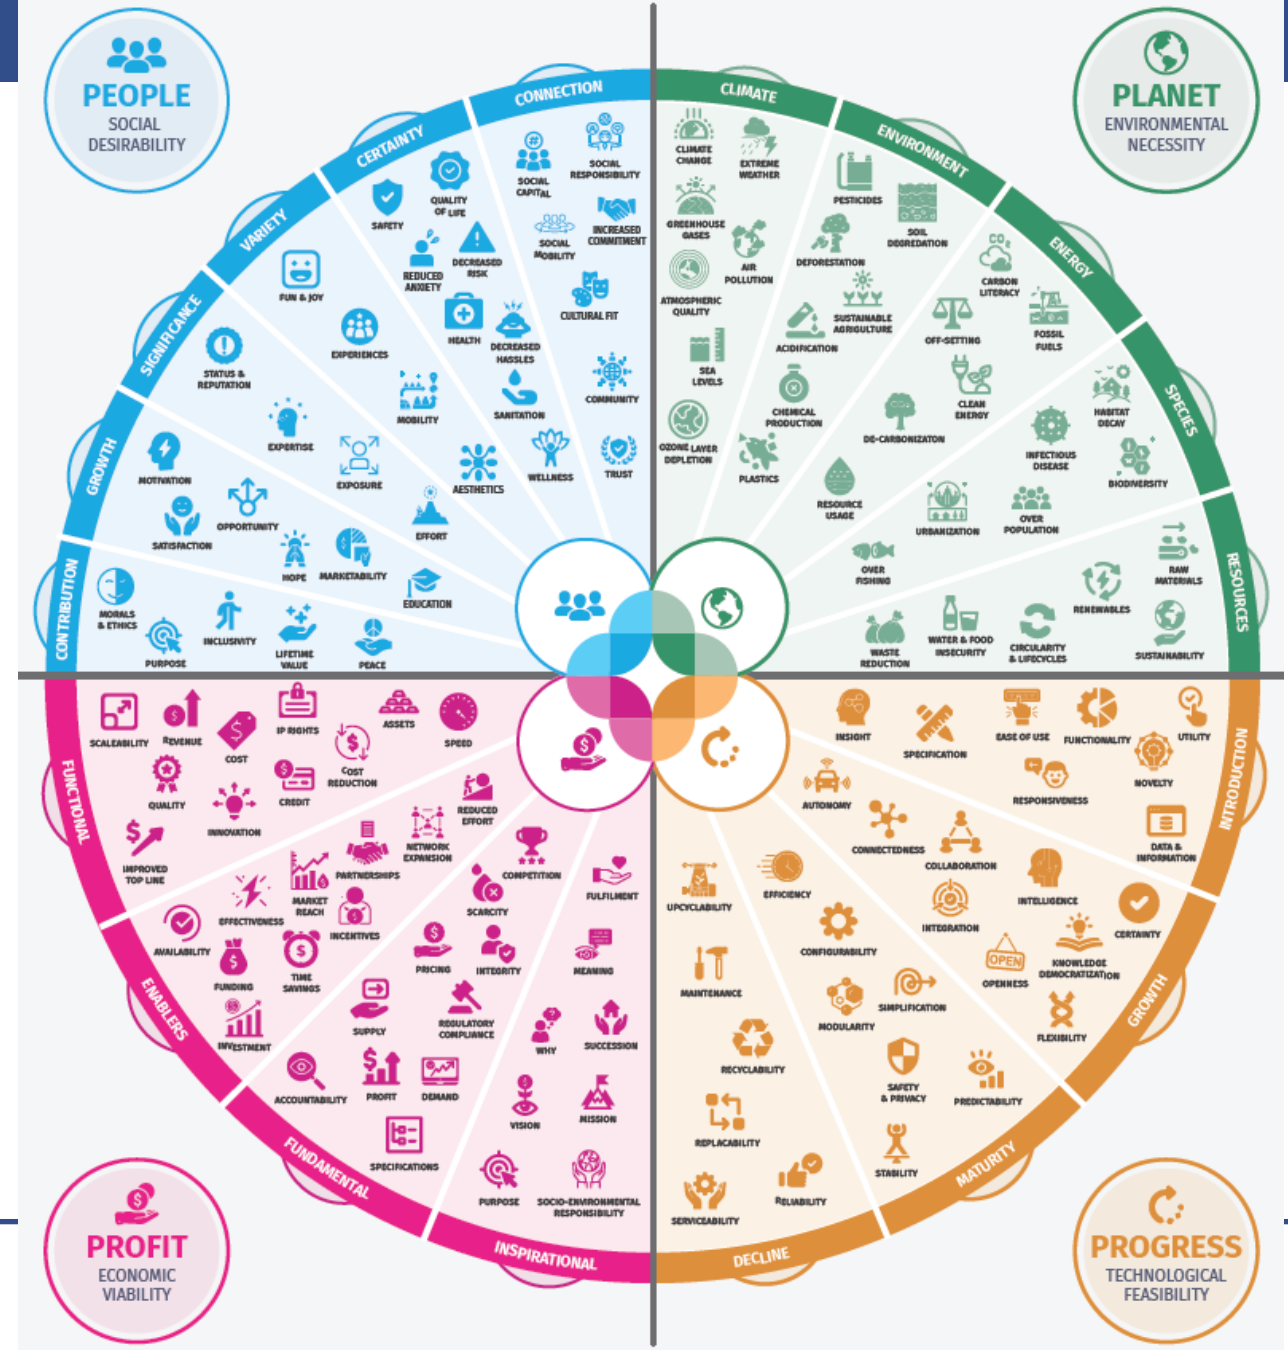 PEOPLE
SOCIAL
DESIRABILITY
PLANET
ENVIRONMENTAL
NECESSITY
CONNECTION
SOCIAL
RESPONSIBILITY
SOCIAL
CAPITAL
INCREASED
COMMITMENT
SOCIAL
MOBILITY
CULTURAL FIT
COMMUNITY
TRUST
CERTAINTY
QUALITY
OF LIFE
SAFETY
DECREASED
RISK
REDUCED
ANXIETY
HEALTH
DECREASED
HASSLES
SANITATION
WELLNESS
VARIETY
FUN & JOY
EXPERIENCES
MOBILITY
AESTHETICS
SIGNIFICANCE
STATUS &
REPUTATION
EXPERTISE
EXPOSURE
EFFORT
GROWTH
MOTIVATION
OPPORTUNITY
SATISFACTION
HOPE
MARKETABILITY
EDUCATION
CONTRIBUTION
MORALS
& ETHICS
PURPOSE
INCLUSIVITY
LIFETIME
VALUE
PEACE
CLIMATE
CLIMATE
CHANGE
EXTREME
WEATHER
GREENHOUSE
GASES
AIR
POLLUTION
ATMOSPHERIC
QUALITY
SEA
LEVELS
OZONE LAYER
DEPLETION
ENVIRONMENT
PESTICIDES
SOIL
DEGREDATION
DEFORESTATION
SUSTAINABLE
AGRIGULTURE
ACIDIFICATION
CHEMICAL
PRODUCTION
PLASTICS
ENERGY
CO₂
CARBON
LITERACY
FOSSIL
FUELS
OFF-SETTING
CLEAN
ENERGY
DE-CARBONIZATON
RESOURCE
USAGE
SPECIES
HABITAT
DECAY
INFECTIOUS
DISEASE
BIODIVERSITY
OVER
POPULATION
URBANIZATION
OVER
FISHING
RESOURCES
RAW
MATERIALS
RENEWABLES
SUSTAINABILITY
CIRCULARITY
& LIFECYCLES
WATER & FOOD
INSECURITY
WASTE
REDUCTION
FUNCTIONAL
SCALEABILITY
REVENUE
COST
IP RIGHTS
ASSETS
SPEED
COST
REDUCTION
QUALITY
CREDIT
INNOVATION
IMPROVED
TOP LINE
ENABLERS
REDUCED
EFFORT
NETWORK
EXPANSION
PARTNERSHIPS
MARKET
REACH
EFFECTIVENESS
INCENTIVES
AVAILABILITY
FUNDING
TIME
SAVINGS
INVESTMENT
FUNDAMENTAL
COMPETITION
SCARCITY
PRICING
INTEGRITY
SUPPLY
REGULATORY
COMPLIANCE
ACCOUNTABILITY
PROFIT
DEMAND
SPECIFICATIONS
INSPIRATIONAL
FULFILMENT
MEANING
WHY
SUCCESSION
VISION
MISSION
PURPOSE
SOCIO-ENVIRONMENTAL
RESPONSIBILITY
INTRODUCTION
INSIGHT
SPECIFICATION
EASE OF USE
FUNCTIONALITY
UTILITY
NOVELTY
RESPONSIVENESS
DATA &
INFORMATION
GROWTH
AUTONOMY
CONNECTEDNESS
COLLABORATION
INTELLIGENCE
CERTAINTY
INTEGRATION
OPEN
OPENNESS
KNOWLEDGE
DEMOCRATIZATION
FLEXIBILITY
MATURITY
EFFICIENCY
CONFIGURABILITY
MODULARITY
SIMPLIFICATION
SAFETY
& PRIVACY
PREDICTABILITY
STABILITY
DECLINE
UPCYCLABILITY
MAINTENANCE
RECYCLABILITY
REPLACABILITY
SERVICEABILITY
RELIABILITY
PROFIT
ECONOMIC
VIABILITY
PROGRESS
TECHNOLOGICAL
FEASIBILITY